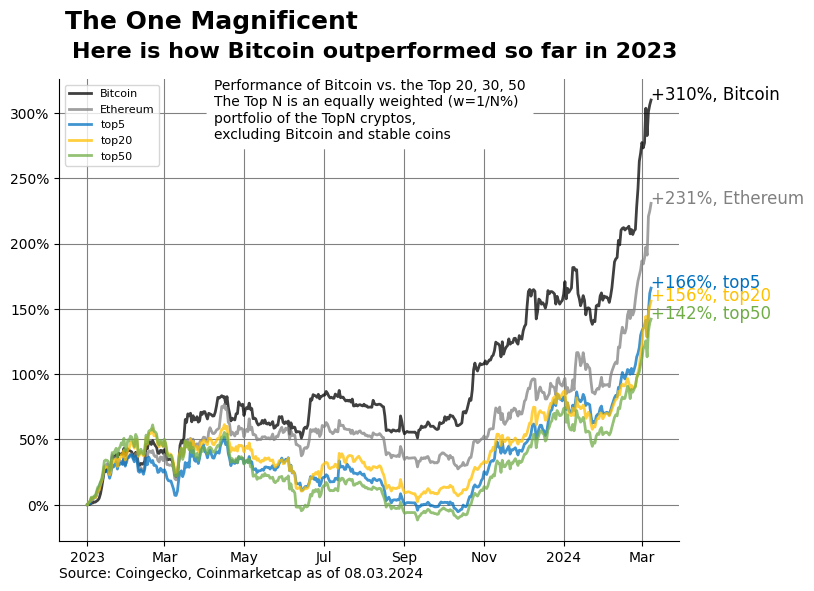 The One Magnificent
Here is how Bitcoin outperformed so far in 2023
Bitcoin
Ethereum
top5
top20
top50
Performance of Bitcoin vs. the Top 20, 30, 50
The Top N is an equally weighted (w=1/N%)
portfolio of the TopN cryptos,
excluding Bitcoin and stable coins
300%
250%
200%
150%
100%
50%
0%
+310%, Bitcoin
+231%, Ethereum
+166%, top5
+156%, top20
+142%, top50
2023 Mar May Jul Sep Nov 2024 Mar
Source: Coingecko, Coinmarketcap as of 08.03.2024